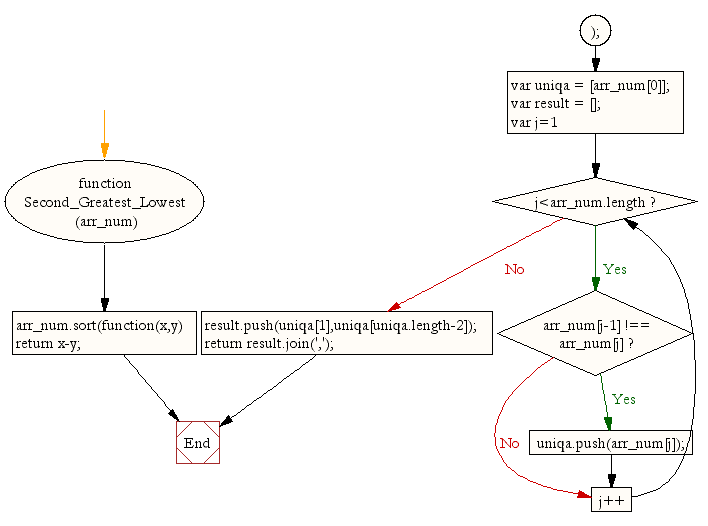 function
Second_Greatest_Lowest
(arr_num)
arr_num.sort(function(x,y)
return x-y;
End
);
var uniqa = [arr_num[0]];
var result = [];
var j=1
j<arr_num.length ?
No
Yes
result.push(uniqa[1],uniqa[uniqa.length-2]);
return result.join(',');
arr_num[j-1] !==
arr_num[j] ?
Yes
No
uniqa.push(arr_num[j]);
j++